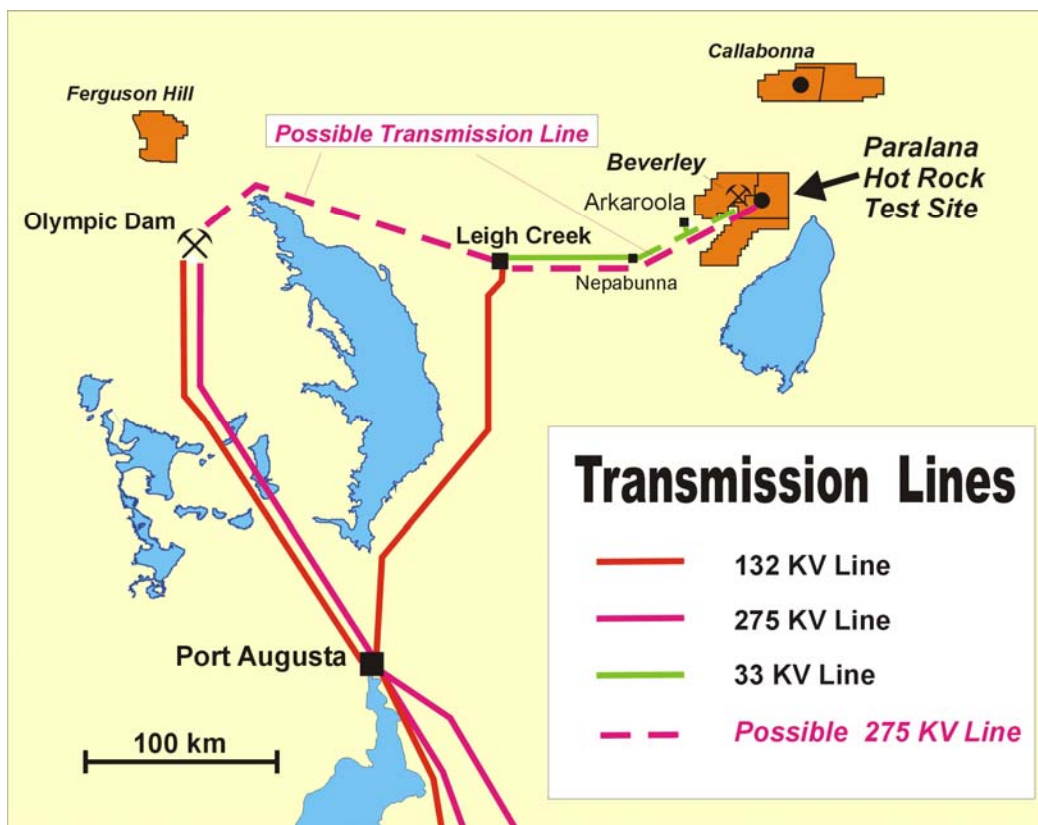 Callabonna
Ferguson Hill
Possible Transmission Line
Beverley
Paralana
Hot Rock
Test Site
Arkaroola
Olympic Dam
Leigh Creek
Nepabunna
Transmission Lines
132 KV Line
275 KV Line
33 KV Line
Possible 275 KV Line
Port Augusta
100 km